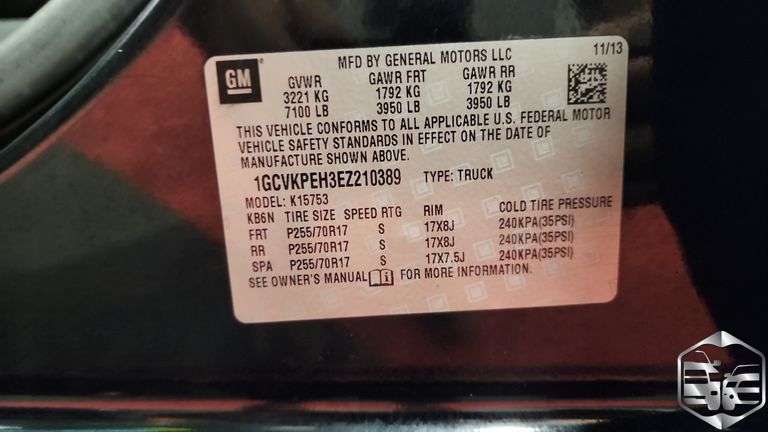 MFD BY GENERAL MOTORS LLC 11/13
GM
GVWR GAWR FRT GAWR RR
3221 KG 1792 KG 1792 KG
7100 LB 3950 LB 3950 LB
THIS VEHICLE CONFORMS TO ALL APPLICABLE U.S. FEDERAL MOTOR
VEHICLE SAFETY STANDARDS IN EFFECT ON THE DATE OF
MANUFACTURE SHOWN ABOVE.
1GCVKPEH3EZ210389 TYPE: TRUCK
MODEL: K15753
KB6N TIRE SIZE SPEED RTG RIM COLD TIRE PRESSURE
FRT P255/70R17 S 17X8J 240KPA(35PSI)
RR P255/70R17 S 17X8J 240KPA(35PSI)
SPA P255/70R17 S 17X7.5J 240KPA(35PSI)
SEE OWNER'S MANUAL FOR MORE INFORMATION.